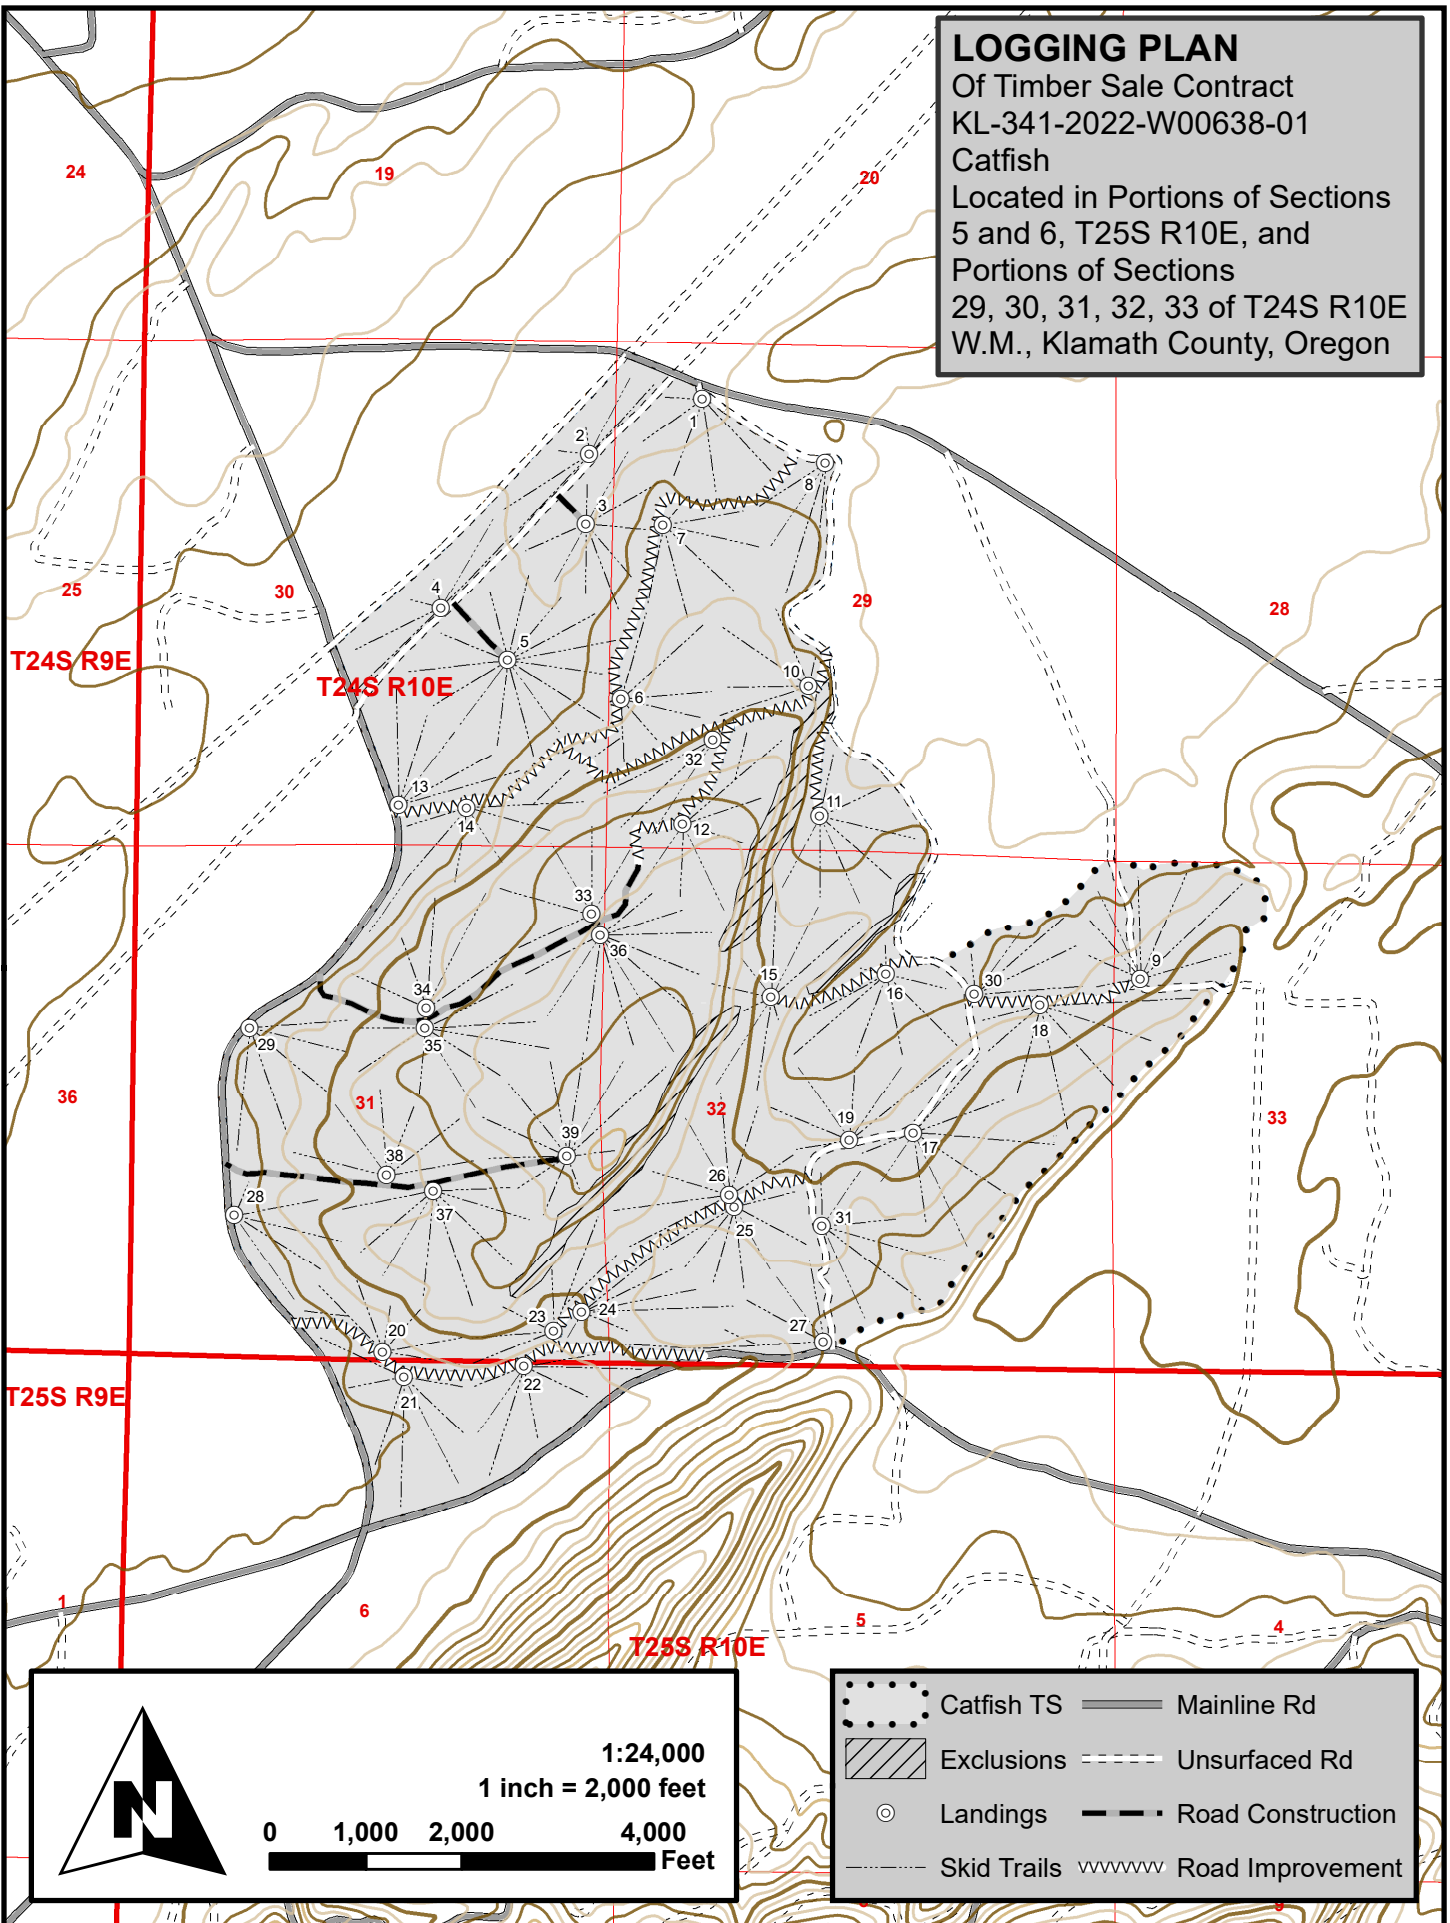 LOGGING PLAN
Of Timber Sale Contract
KL-341-2022-W00638-01
Catfish
Located in Portions of Sections
5 and 6, T25S R10E, and
Portions of Sections
29, 30, 31, 32, 33 of T24S R10E
W.M., Klamath County, Oregon
24
19
20
1
2
8
3
7
25
30
4
29
28
5
T24S R9E
T24S R10E
10
6
32
13
14
11
12
33
36
15
16
30
9
34
18
29
35
36
31
32
33
19
17
39
38
26
28
37
25
31
24
23
27
20
22
T25S R9E
21
1
6
5
4
T25S R10E
1:24,000
1 inch = 2,000 feet
0 1,000 2,000 4,000
Feet
N
Catfish TS
Mainline Rd
Exclusions
Unsurfaced Rd
Landings
Road Construction
Skid Trails
Road Improvement
9